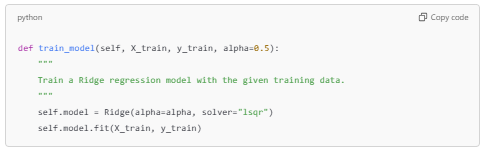 python
Copy code
def train_model(self, X_train, y_train, alpha=0.5):
"""
Train a Ridge regression model with the given training data.
"""
self.model = Ridge(alpha=alpha, solver="lsqr")
self.model.fit(X_train, y_train)